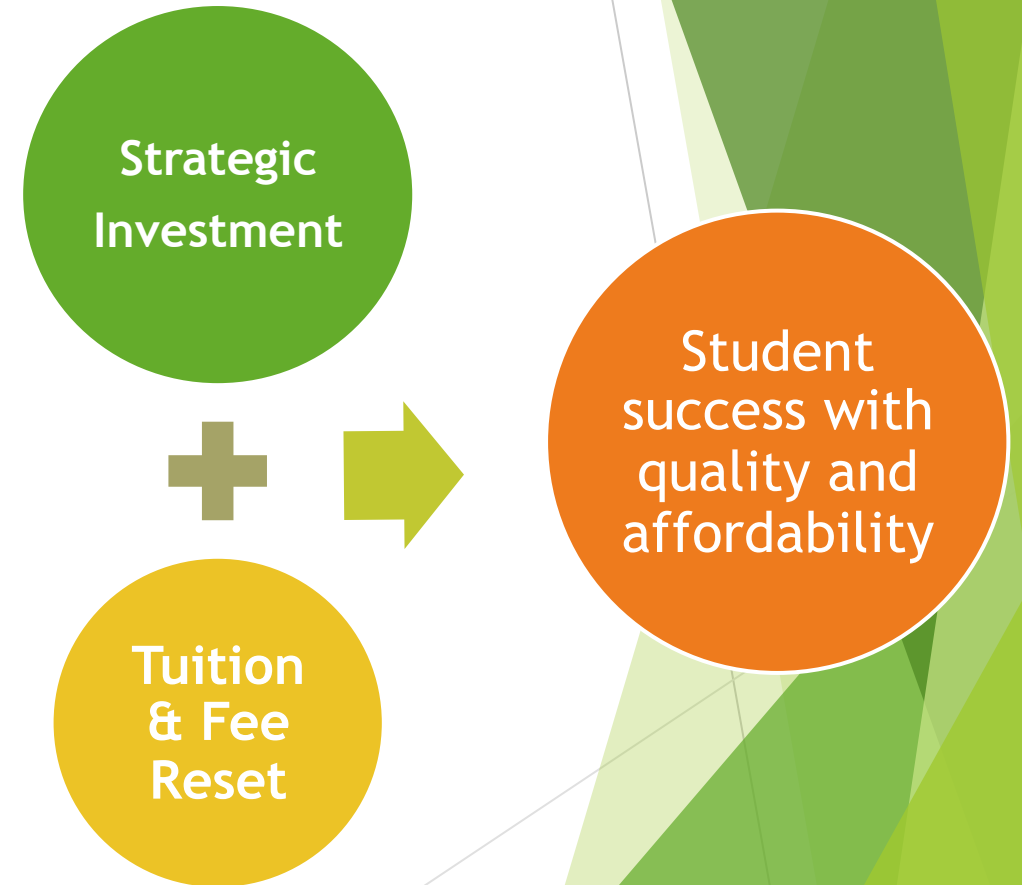 Strategic
Investment
Tuition
& Fee
Reset
Student
success with
quality and
affordability